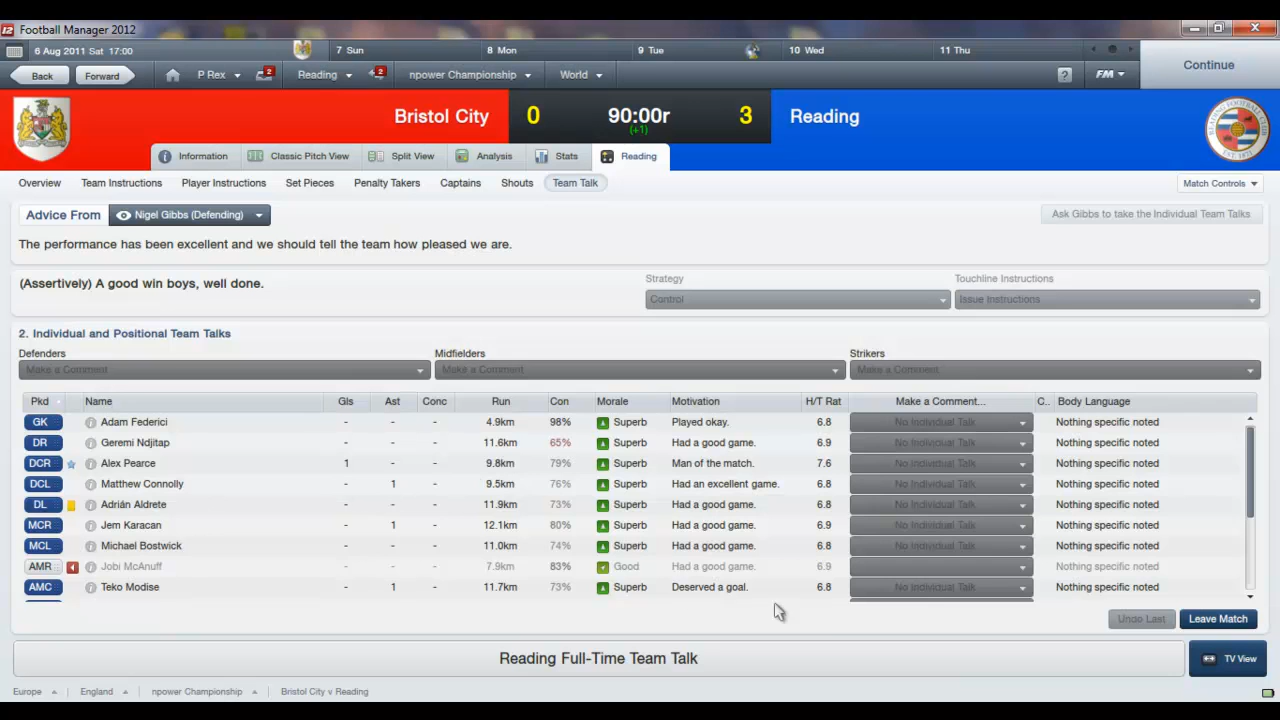 Football Manager 2012
6 Aug 2011 Sat 17:00 7 Sun 8 Mon 9 Tue 10 Wed 11 Thu
Continue
Back Forward P Rex 2 Reading 2 npower Championship World ? FM
Bristol City 0 90:00r 3 Reading
(+1)
Information Classic Pitch View Split View Analysis Stats Reading
Overview Team Instructions Player Instructions Set Pieces Penalty Takers Captains Shouts Team Talk Match Controls
Advice From Nigel Gibbs (Defending) Ask Gibbs to take the Individual Team Talks
The performance has been excellent and we should tell the team how pleased we are.
(Assertively) A good win boys, well done.
Strategy Touchline Instructions
Control Issue Instructions
2. Individual and Positional Team Talks
Defenders Midfielders Strikers
Make a Comment Make a Comment Make a Comment
Pkd Name Gls Ast Conc Run Con Morale Motivation H/T Rat Make a Comment... C.. Body Language
GK Adam Federici - - - 4.9km 98% Superb Played okay. 6.8 No Individual Talk Nothing specific noted
DR Geremi Ndjitap - - - 11.6km 65% Superb Had a good game. 6.9 No Individual Talk Nothing specific noted
DCR Alex Pearce 1 - - 9.8km 79% Superb Man of the match. 7.6 No Individual Talk Nothing specific noted
DCL Matthew Connolly - 1 - 9.5km 76% Superb Had an excellent game. 6.8 No Individual Talk Nothing specific noted
DL Adrián Aldrete - - - 11.9km 73% Superb Had a good game. 6.8 No Individual Talk Nothing specific noted
MCR Jem Karacan - 1 - 12.1km 80% Superb Had a good game. 6.9 No Individual Talk Nothing specific noted
MCL Michael Bostwick - - - 11.0km 74% Superb Had a good game. 6.8 No Individual Talk Nothing specific noted
AMR Jobi McAnuff - - - 7.9km 83% Good Had a good game. 6.9 Nothing specific noted
AMC Teko Modise - 1 - 11.7km 73% Superb Deserved a goal. 6.8 No Individual Talk Nothing specific noted
Undo Last Leave Match
Reading Full-Time Team Talk TV View
Europe England npower Championship Bristol City v Reading